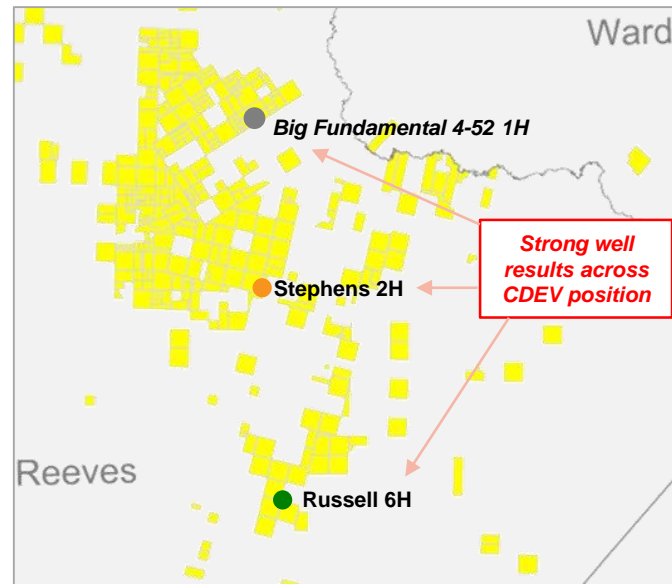 Ward
Big Fundamental 4-52 1H
Strong well
results across
CDEV position
Stephens 2H
Reeves
Russell 6H